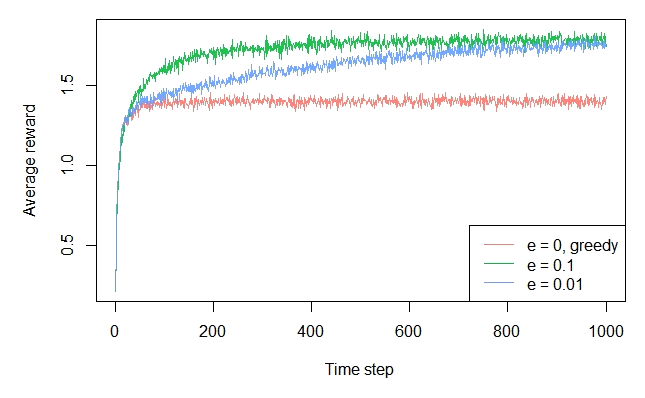 Average reward
1.5
1.0
0.5
e = 0, greedy
e = 0.1
e = 0.01
0 200 400 600 800 1000
Time step